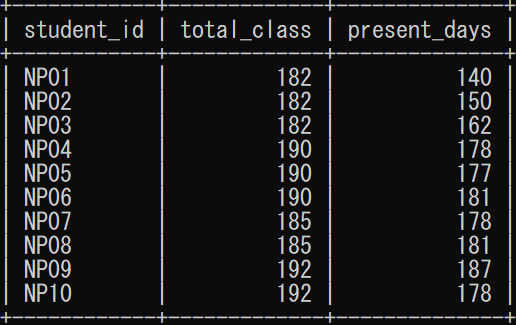 student_id | total_class | present_days
NP01 | 182 | 140
NP02 | 182 | 150
NP03 | 182 | 162
NP04 | 190 | 178
NP05 | 190 | 177
NP06 | 190 | 181
NP07 | 185 | 178
NP08 | 185 | 181
NP09 | 192 | 187
NP10 | 192 | 178